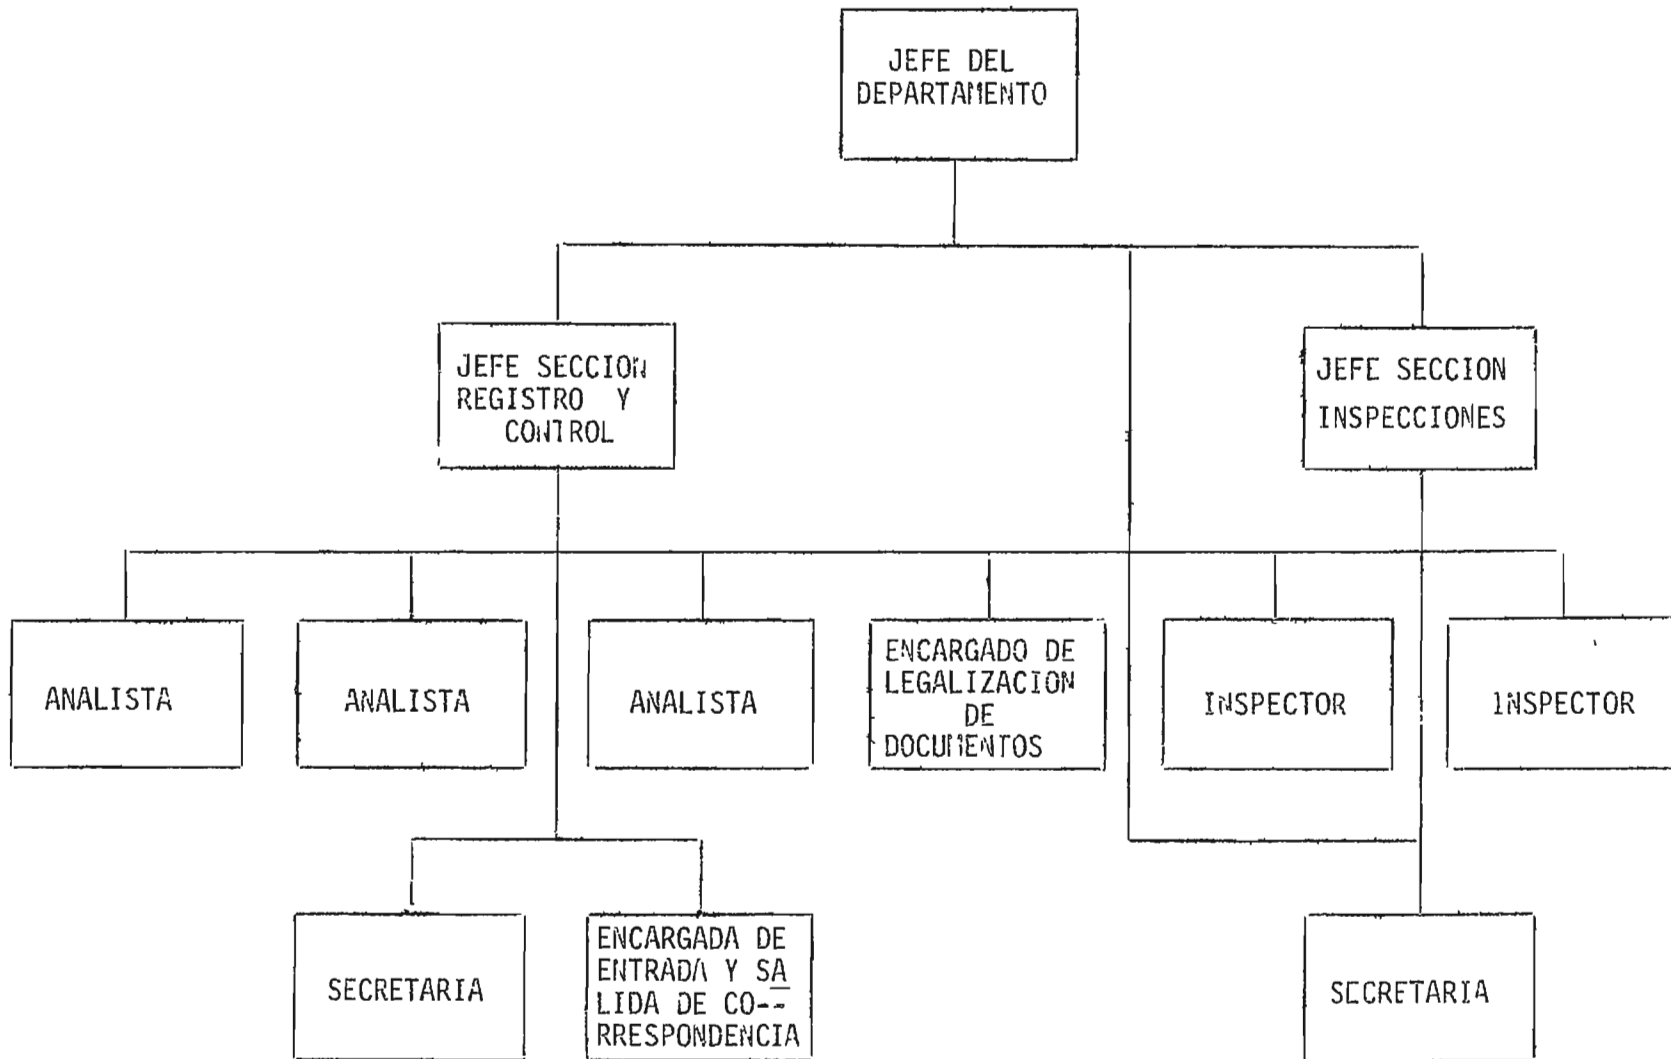 JEFE DEL
DEPARTAMENTO
JEFE SECCION
REGISTRO Y
CONTROL
JEFE SECCION
INSPECCIONES
ANALISTA
ANALISTA
ANALISTA
ENCARGADO DE
LEGALIZACION
DE
DOCUMENTOS
INSPECTOR
INSPECTOR
SECRETARIA
ENCARGADA DE
ENTRADA Y SA
LIDA DE CO--
RRESPONDENCIA
SECRETARIA